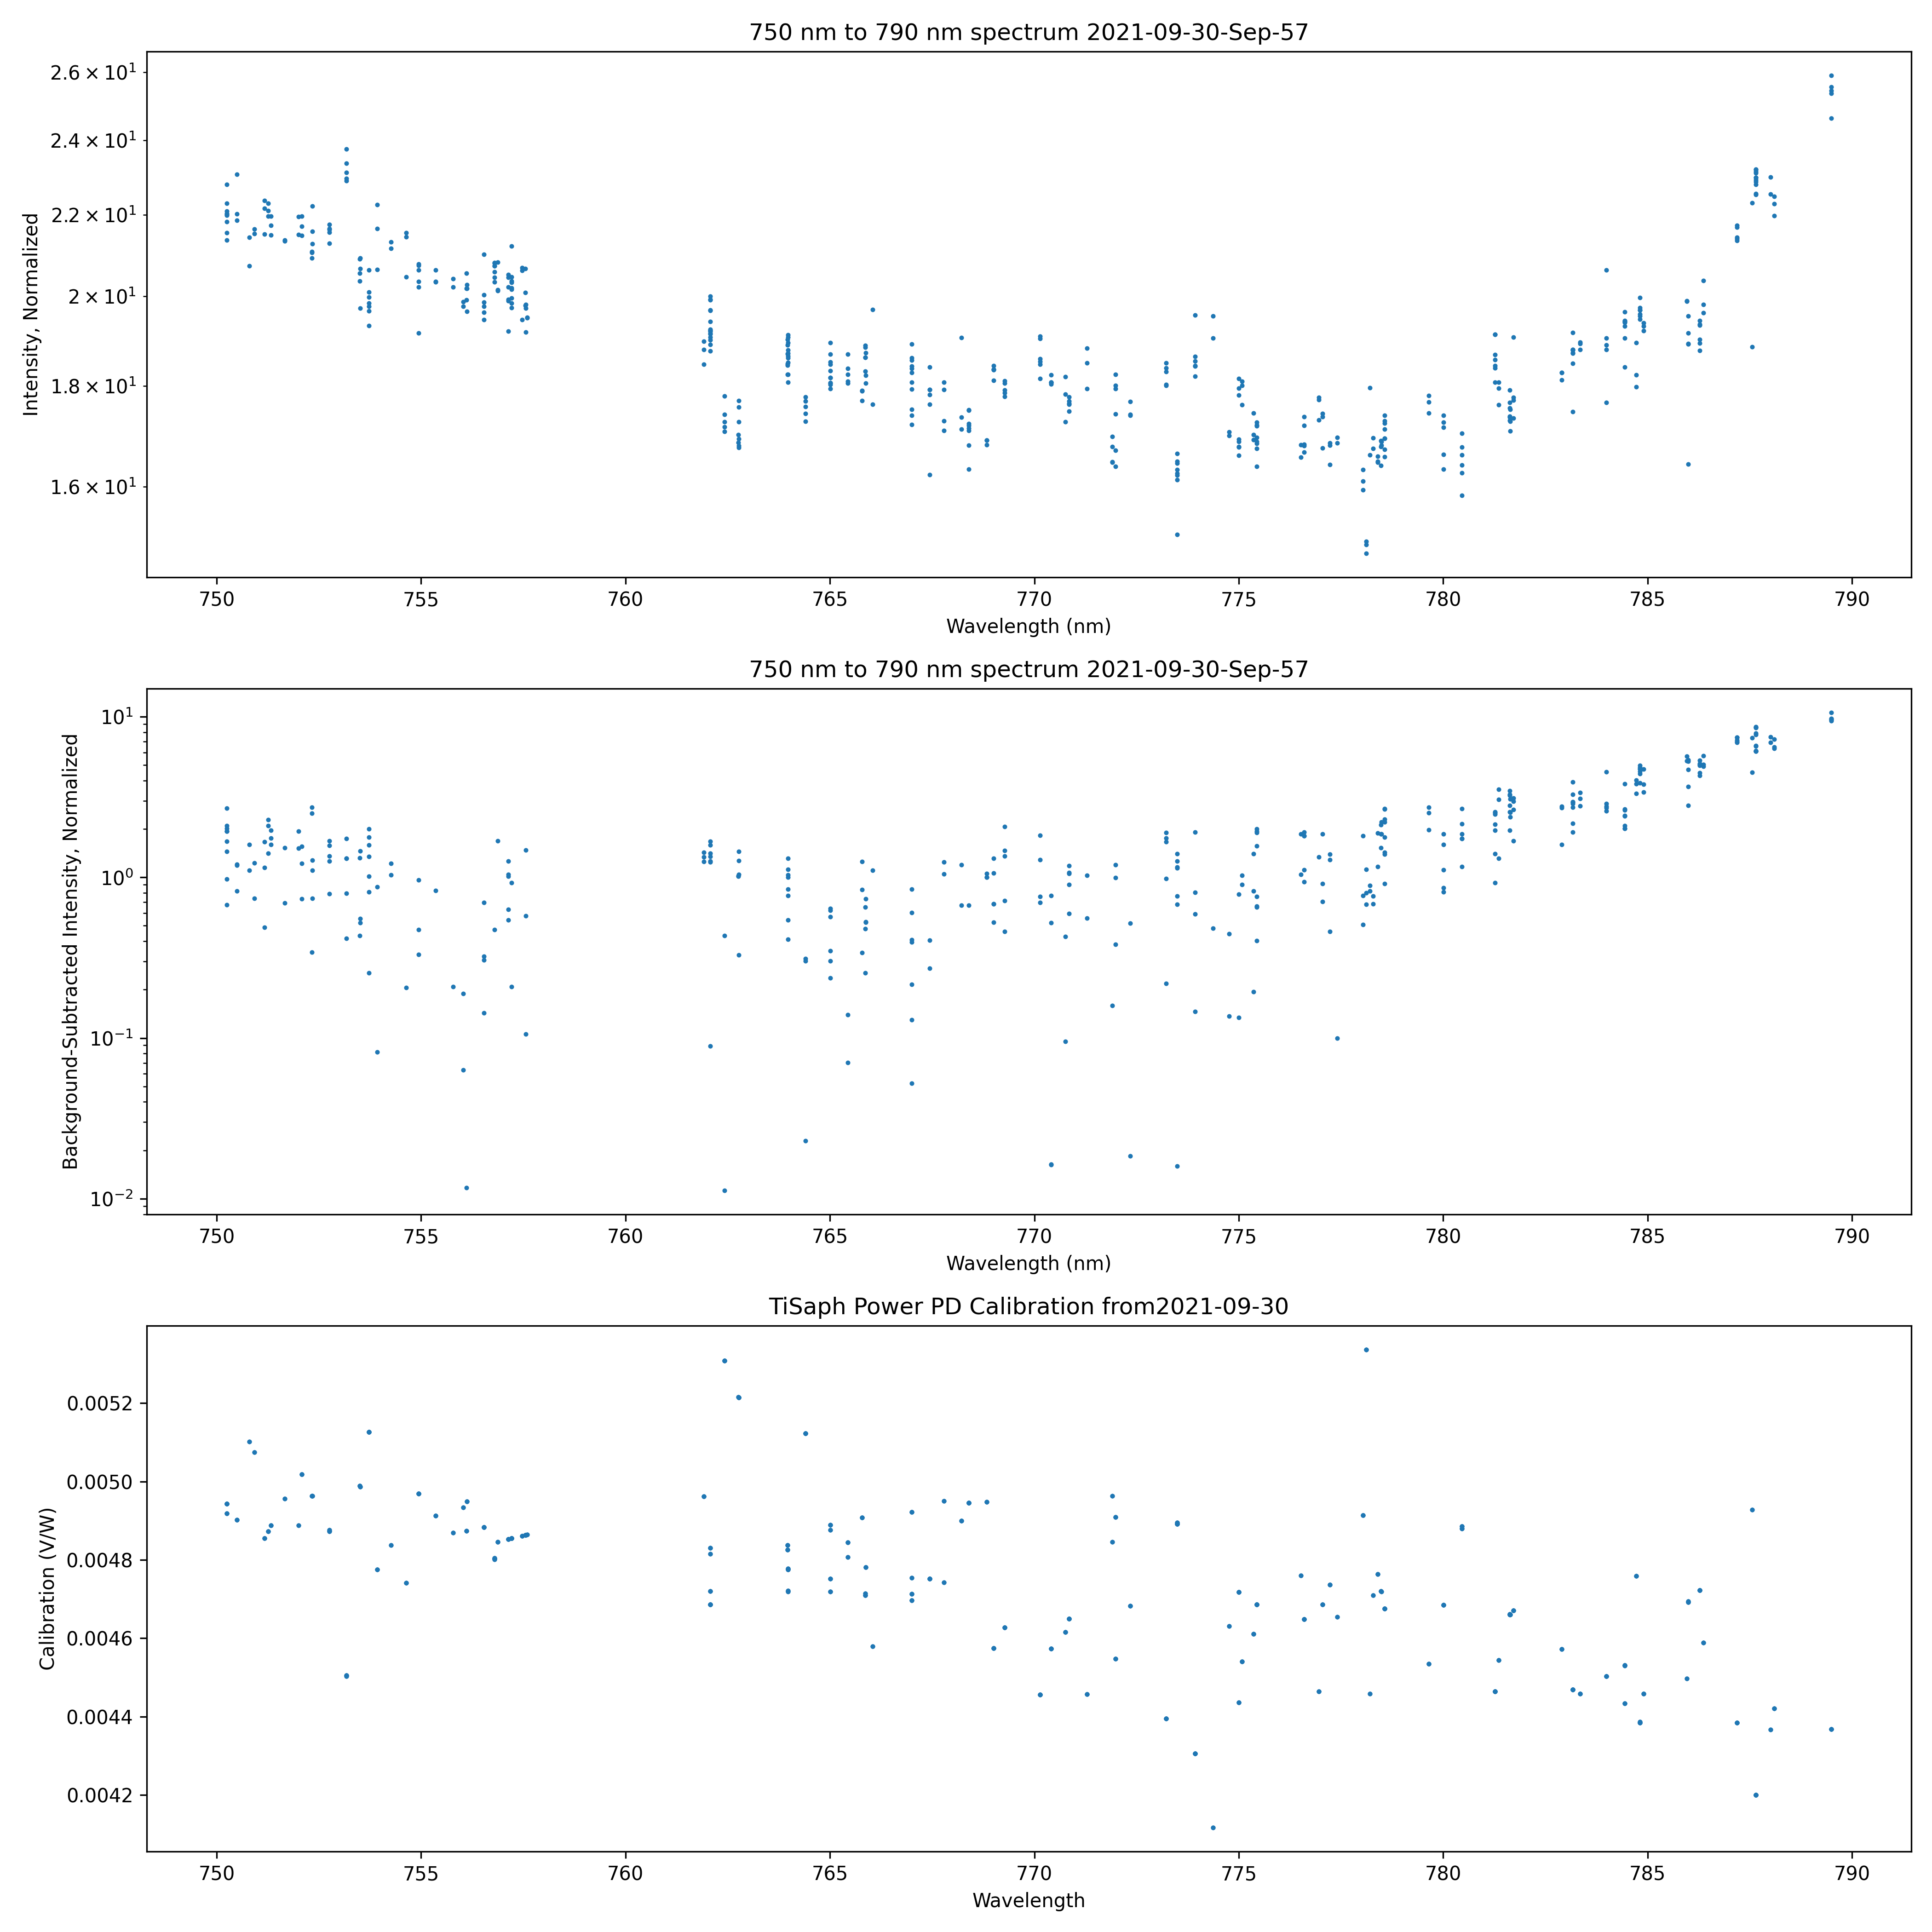 750 nm to 790 nm spectrum 2021-09-30-Sep-57
Intensity, Normalized
2.6 × 10¹
2.4 × 10¹
2.2 × 10¹
2 × 10¹
1.8 × 10¹
1.6 × 10¹
750 755 760 765 770 775 780 785 790
Wavelength (nm)
750 nm to 790 nm spectrum 2021-09-30-Sep-57
Background-Subtracted Intensity, Normalized
10¹
10⁰
10⁻¹
10⁻²
750 755 760 765 770 775 780 785 790
Wavelength (nm)
TiSaph Power PD Calibration from2021-09-30
Calibration (V/W)
0.0052
0.0050
0.0048
0.0046
0.0044
0.0042
750 755 760 765 770 775 780 785 790
Wavelength